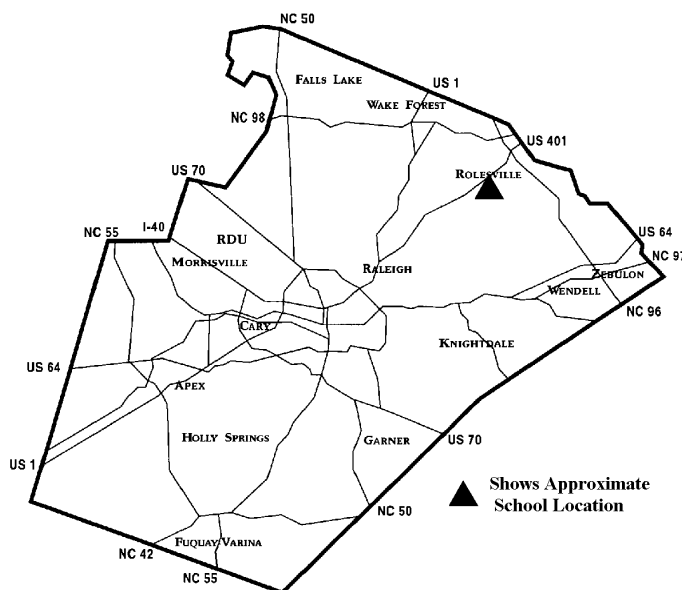 NC 50
FALLS LAKE
US 1
WAKE FOREST
NC 98
US 401
ROLESVILLE
US 70
NC 55
I-40
RDU
MORRISVILLE
RALEIGH
US 64
NC 97
ZEBULON
WENDELL
NC 96
CARY
KNIGHTDALE
US 64
APEX
HOLLY SPRINGS
GARNER
US 70
US 1
Shows Approximate
School Location
NC 50
FUQUAY-VARINA
NC 42
NC 55